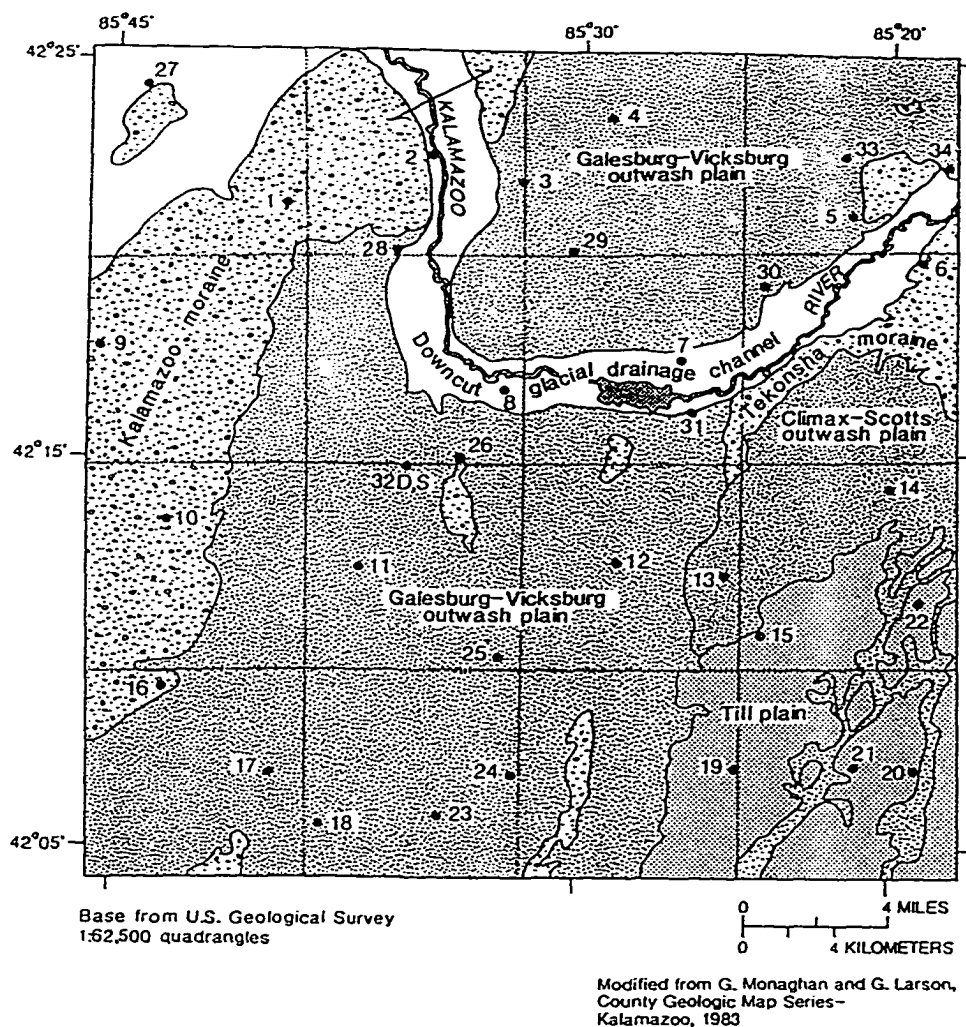 85°45'
85°30'
85°20'
42°25'
27
4
33
34
2
KALAMAZOO
Galesburg-Vicksburg
outwash plain
3
1
5
28
29
6
30
RIVER
Kalamazoo moraine
9
7
moraine
Downcut glacial drainage channel
8
Tekonsha
31
Climax-Scotts
outwash plain
42°15'
26
32D,S
14
10
11
12
13
Galesburg-Vicksburg
outwash plain
22
15
25
16
Till plain
17
24
19
21
20
18
23
42°05'
Base from U.S. Geological Survey
1:62,500 quadrangles
0 4 MILES
0 4 KILOMETERS
Modified from G. Monaghan and G. Larson,
County Geologic Map Series-
Kalamazoo, 1983